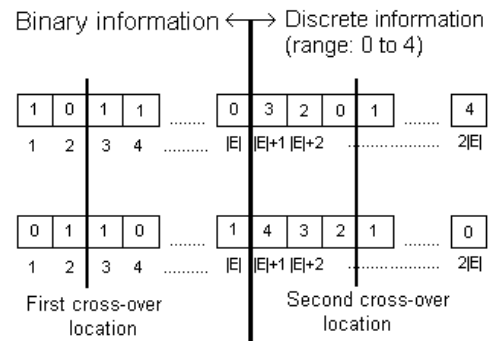 Binary information ↔ Discrete information
(range: 0 to 4)
1 0 1 1 ........ 0 3 2 0 1 ...... 4
1 2 3 4 .......... |E| |E|+1 |E|+2 .................... 2|E|
0 1 1 0 ........ 1 4 3 2 1 ...... 0
1 2 3 4 .......... |E| |E|+1 |E|+2 .................... 2|E|
First cross-over
location
Second cross-over
location